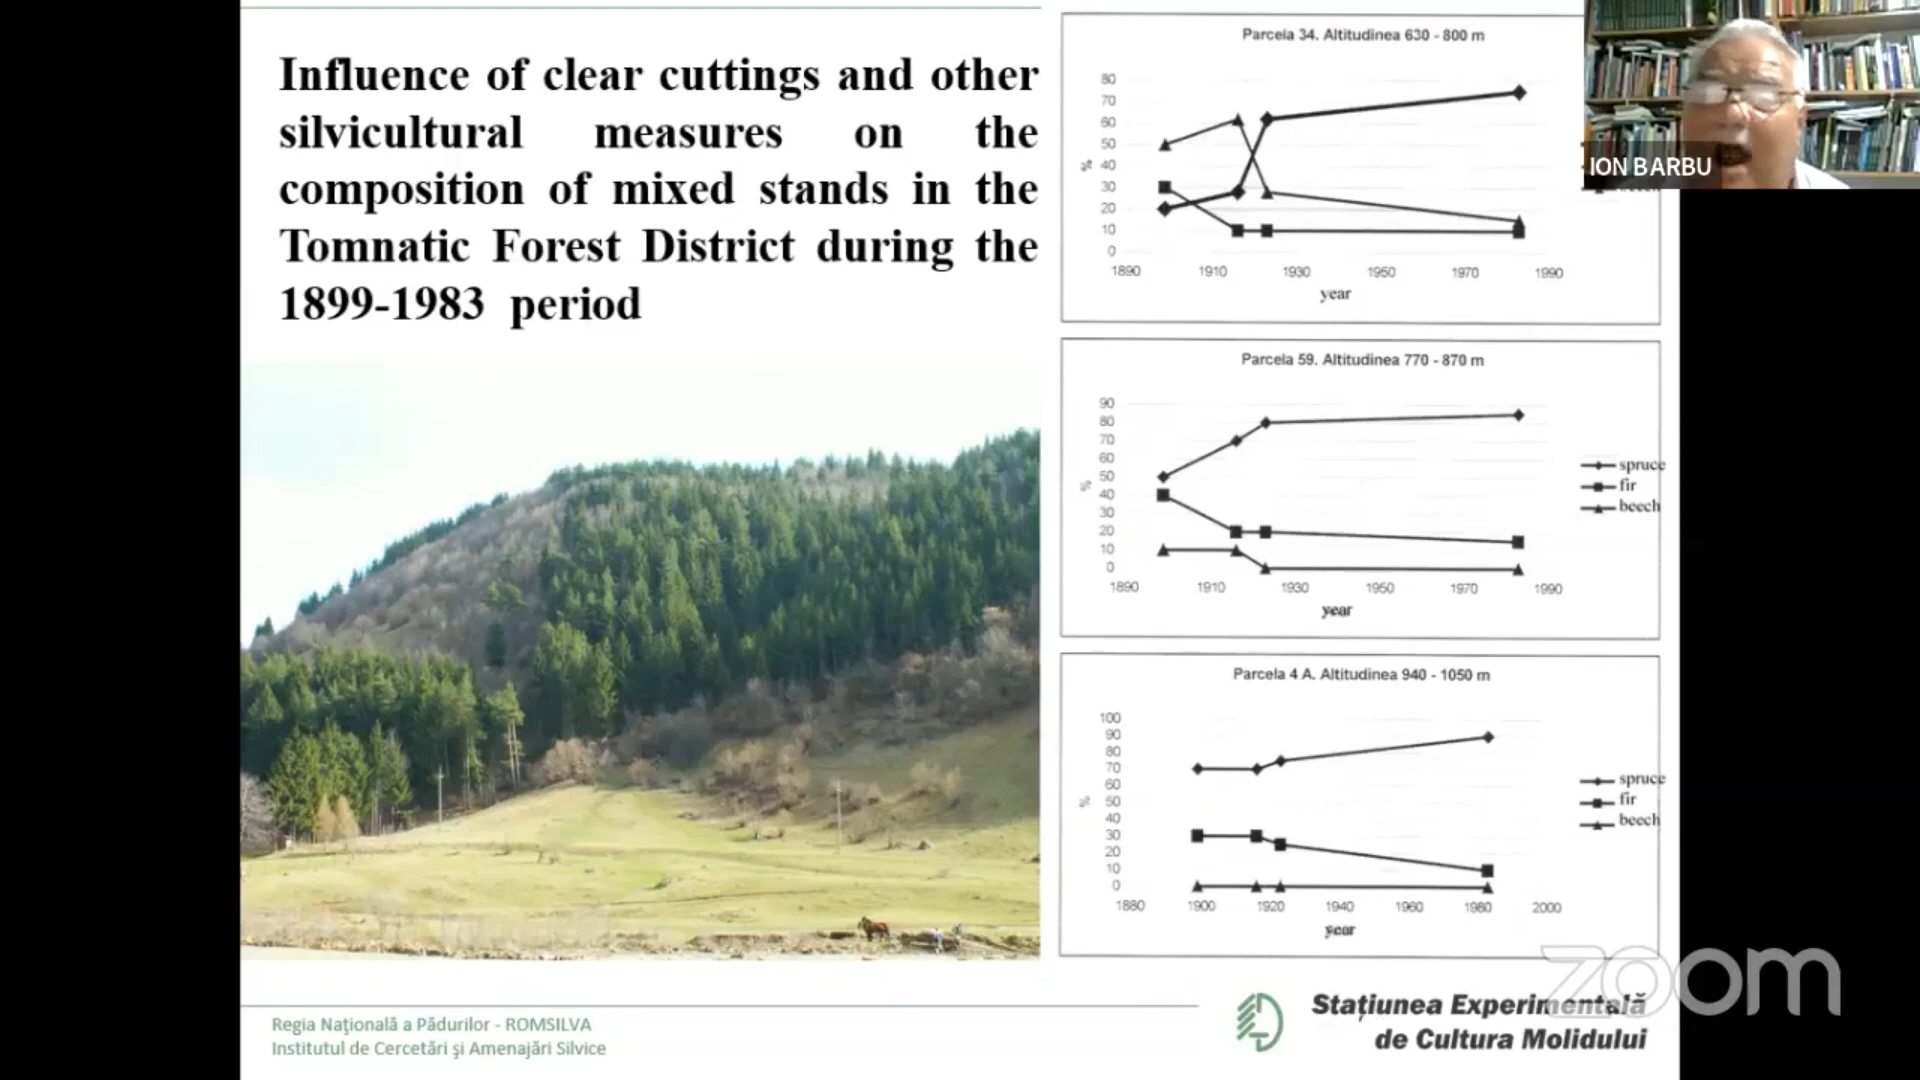 Influence of clear cuttings and other
silvicultural measures on the
composition of mixed stands in the
Tomnatic Forest District during the
1899-1983 period
Parcela 34. Altitudinea 630 - 800 m
80
70
60
50
40
30
20
10
0
%
1890 1910 1930 1950 1970 1990
year
ION BARBU
Parcela 59. Altitudinea 770 - 870 m
90
80
70
60
50
40
30
20
10
0
%
1890 1910 1930 1950 1970 1990
year
spruce
fir
beech
Parcela 4 A. Altitudinea 940 - 1050 m
100
90
80
70
60
50
40
30
20
10
0
%
1880 1900 1920 1940 1960 1980 2000
year
spruce
fir
beech
zoom
Regia Naţională a Pădurilor - ROMSILVA
Institutul de Cercetări şi Amenajări Silvice
Staţiunea Experimentală
de Cultura Molidului